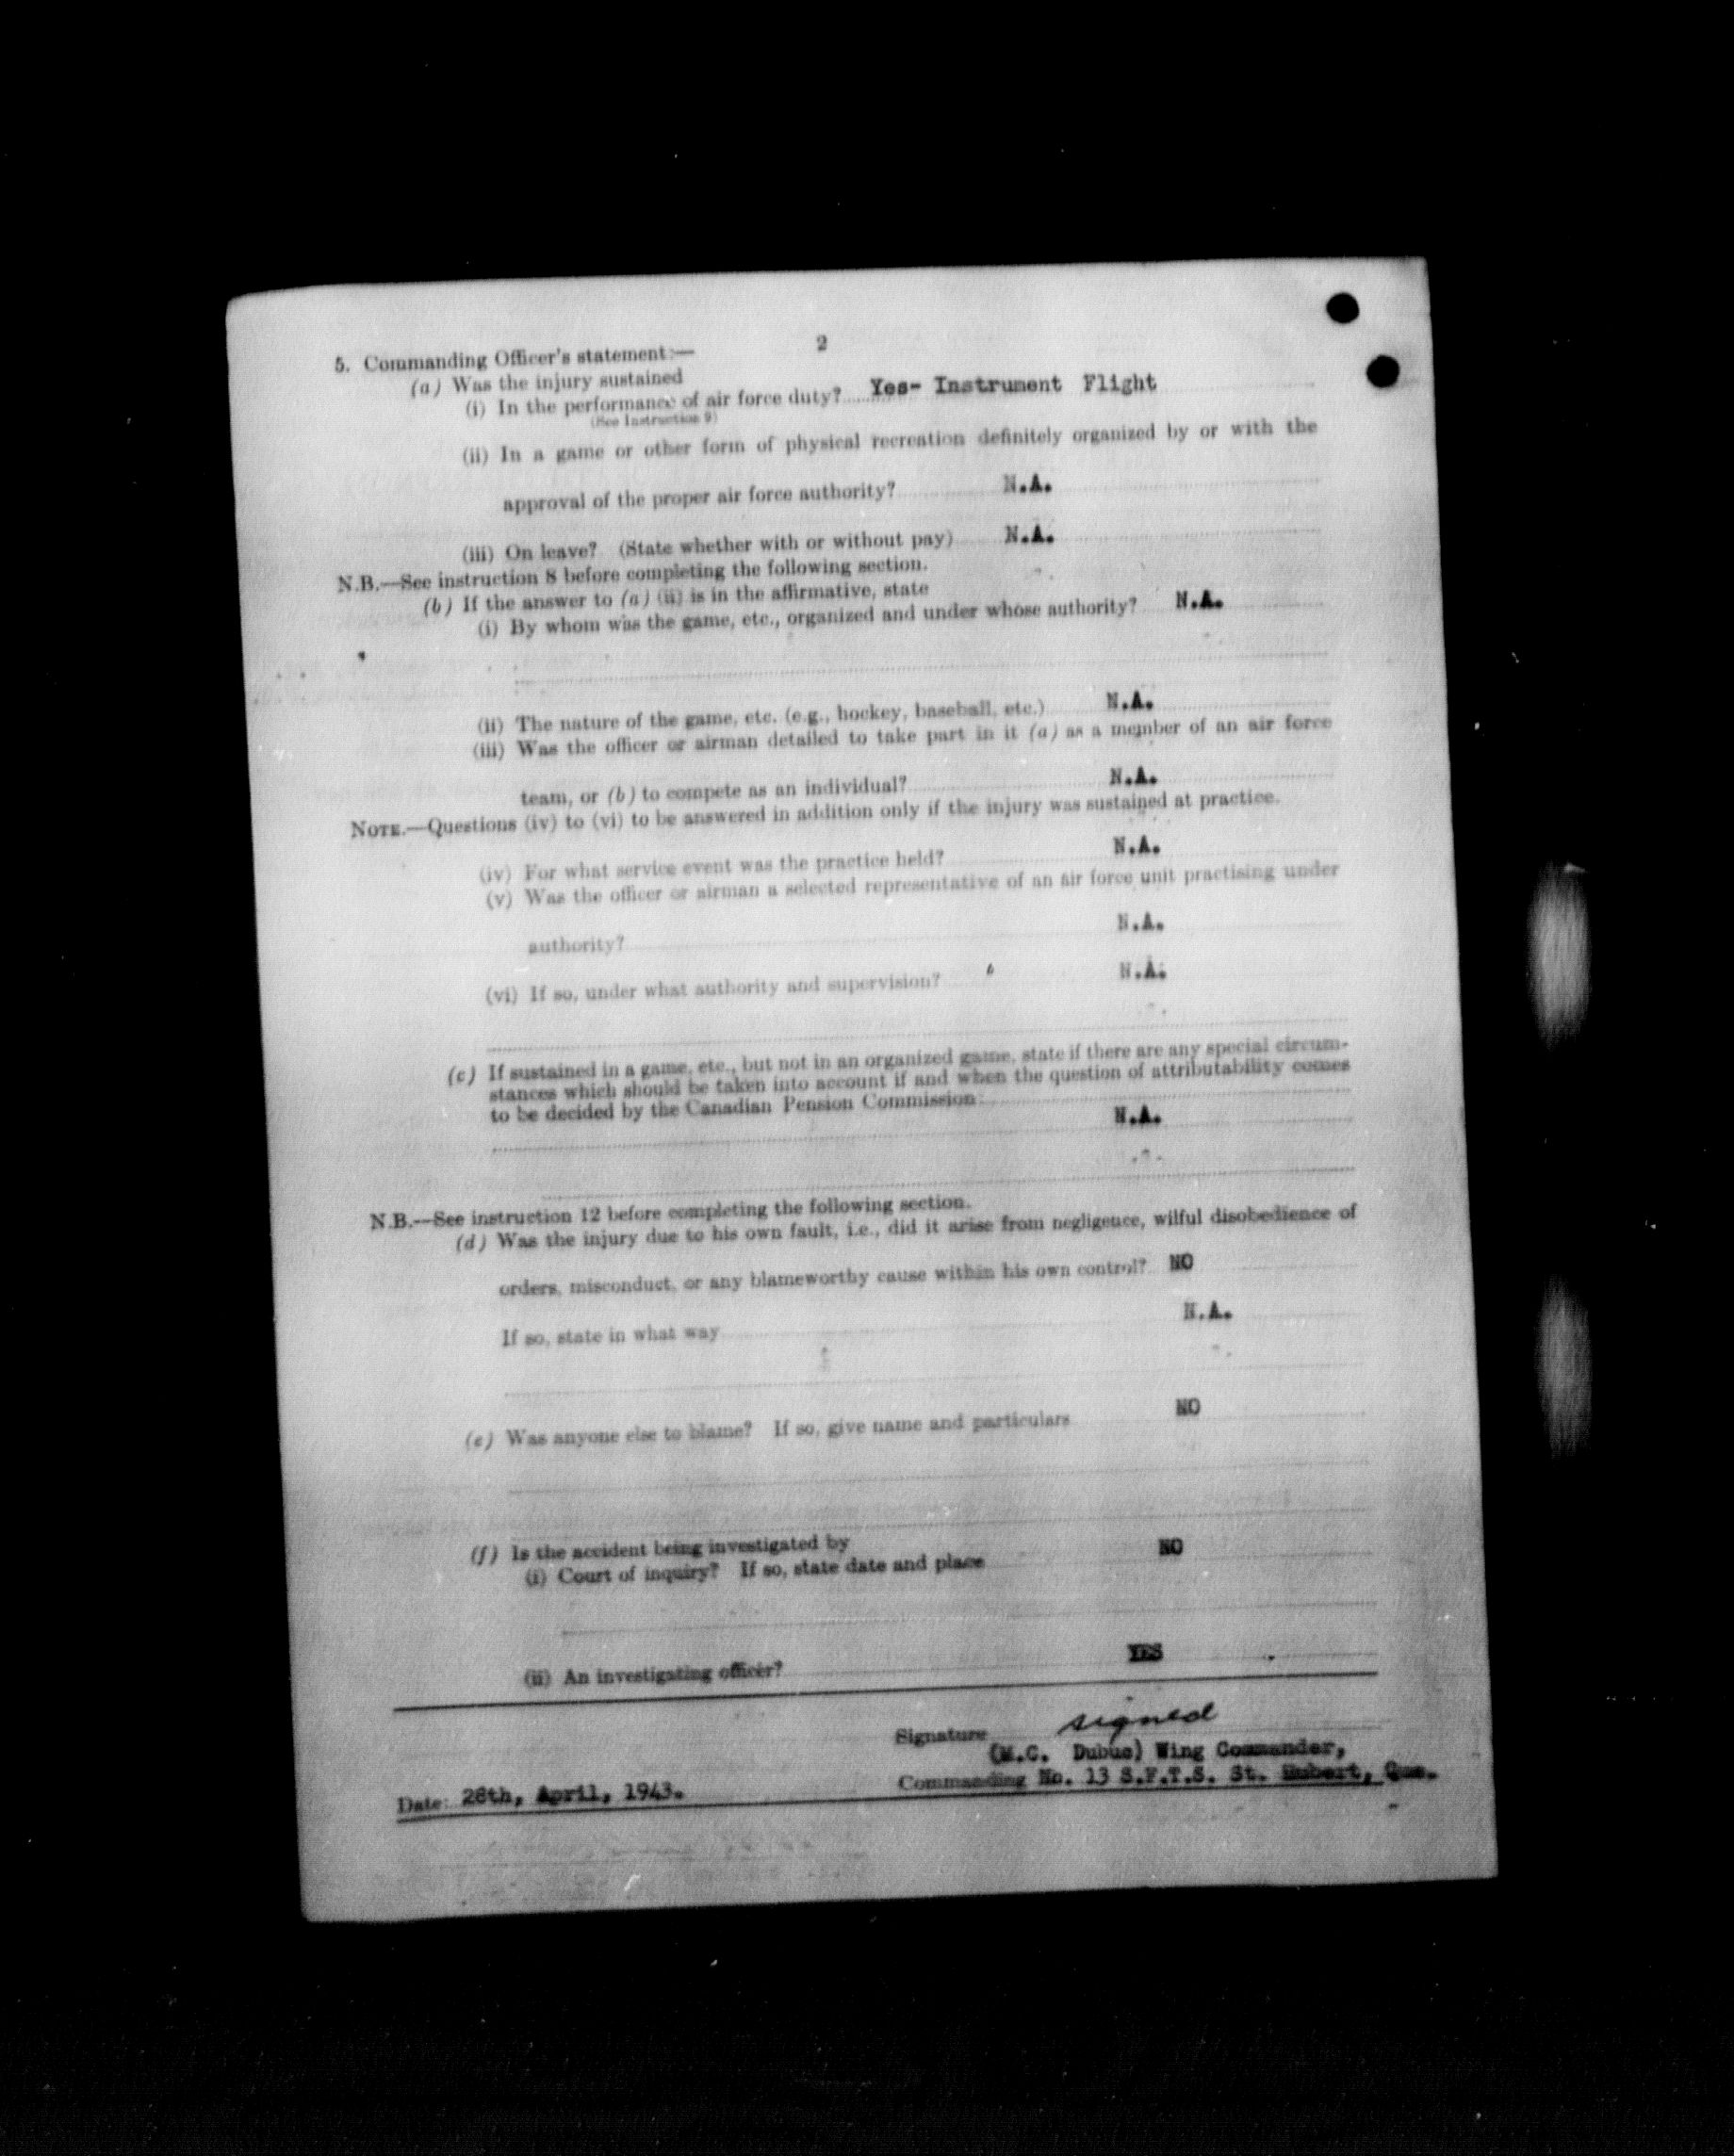 2
5. Commanding Officer's statement:—
(a) Was the injury sustained
(i) In the performance of air force duty? Yes- Instrument Flight
(See Instruction 9)
(ii) In a game or other form of physical recreation definitely organized by or with the
approval of the proper air force authority? N.A.
(iii) On leave? (State whether with or without pay) N.A.
N.B.—See instruction 8 before completing the following section.
(b) If the answer to (a) (ii) is in the affirmative, state
(i) By whom was the game, etc., organized and under whose authority? N.A.
(ii) The nature of the game, etc. (e.g., hockey, baseball, etc.) N.A.
(iii) Was the officer or airman detailed to take part in it (a) as a member of an air force
team, or (b) to compete as an individual? N.A.
NOTE.—Questions (iv) to (vi) to be answered in addition only if the injury was sustained at practice.
(iv) For what service event was the practice held? N.A.
(v) Was the officer or airman a selected representative of an air force unit practising under
authority? N.A.
(vi) If so, under what authority and supervision? N.A.
(c) If sustained in a game, etc., but not in an organized game, state if there are any special circum-
stances which should be taken into account if and when the question of attributability comes
to be decided by the Canadian Pension Commission:
N.A.
N.B.—See instruction 12 before completing the following section.
(d) Was the injury due to his own fault, i.e., did it arise from negligence, wilful disobedience of
orders, misconduct, or any blameworthy cause within his own control? NO
If so, state in what way N.A.
(e) Was anyone else to blame? If so, give name and particulars NO
(f) Is the accident being investigated by
(i) Court of inquiry? If so, state date and place NO
(ii) An investigating officer? YES
Signature signed
(M.C. Dubuc) Wing Commander,
Commanding No. 13 S.F.T.S. St. Hubert, Que.
Date: 28th, April, 1943.